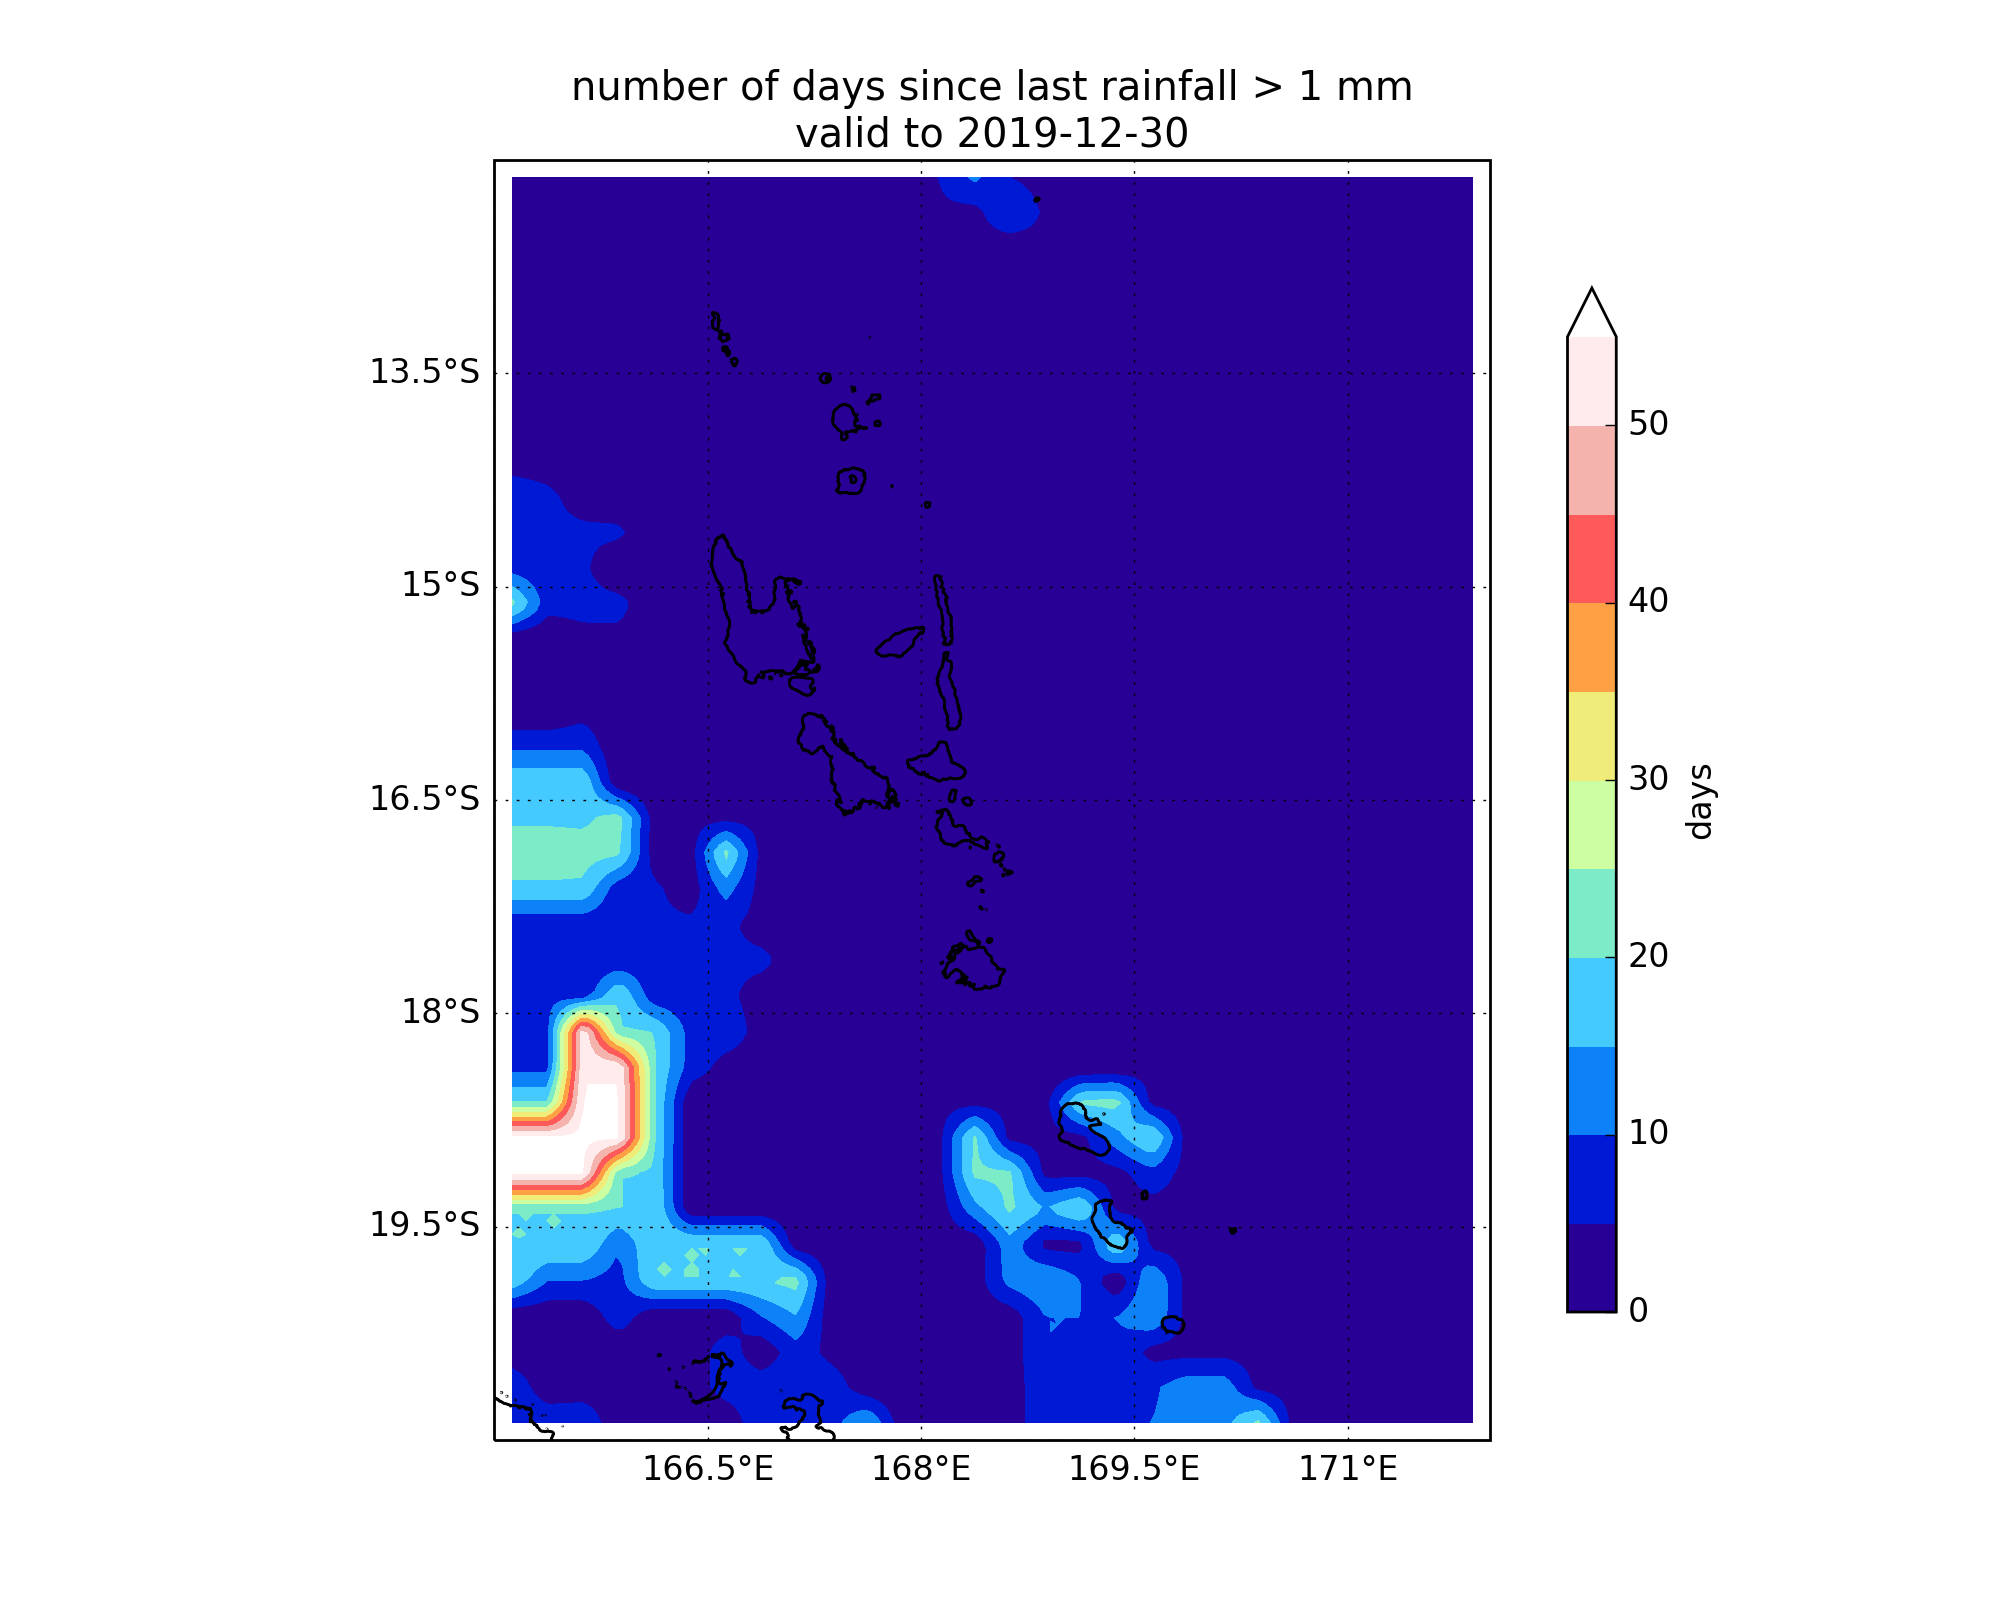 number of days since last rainfall > 1 mm
valid to 2019-12-30
13.5°S
15°S
16.5°S
18°S
19.5°S
166.5°E
168°E
169.5°E
171°E
50
40
30
20
10
0
days